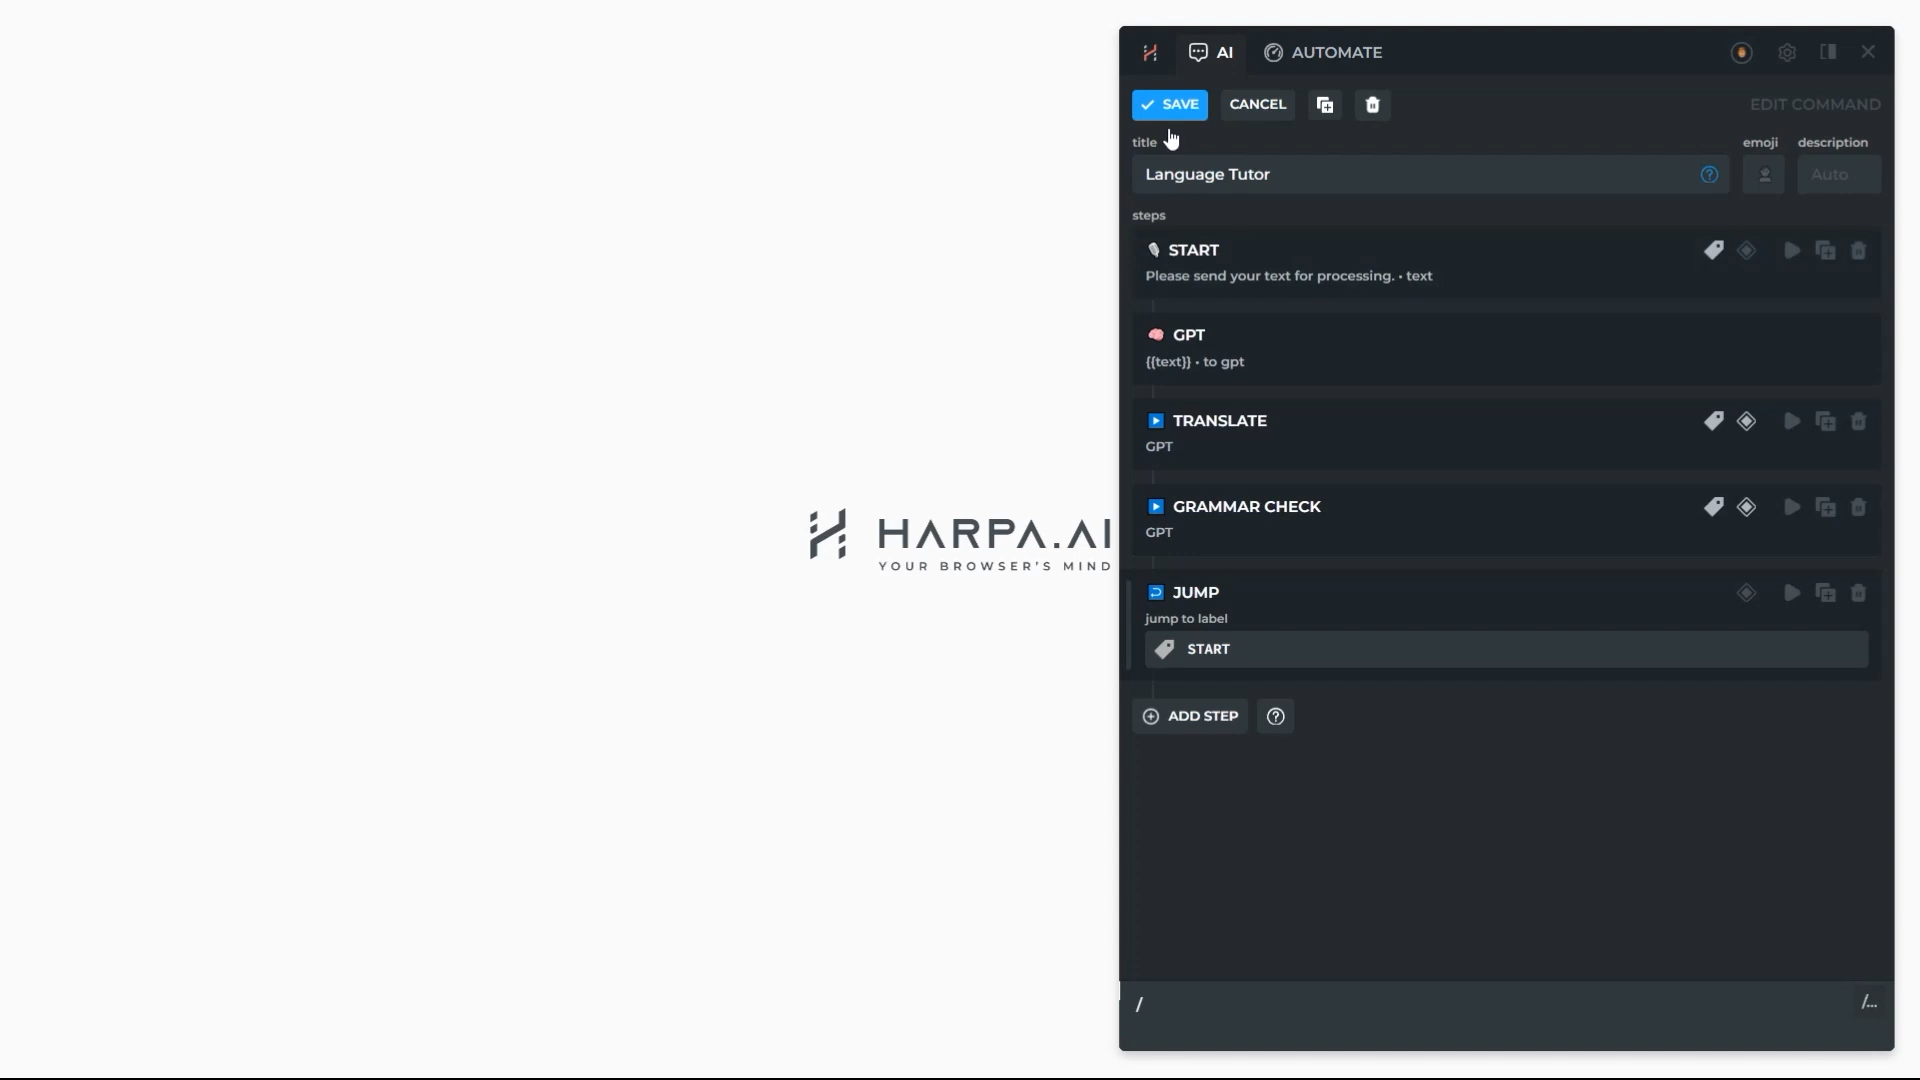 AI
AUTOMATE
SAVE
CANCEL
EDIT COMMAND
title
emoji
description
Language Tutor
Auto
steps
START
Please send your text for processing. • text
GPT
{{text}} • to gpt
TRANSLATE
GPT
GRAMMAR CHECK
GPT
JUMP
jump to label
START
ADD STEP
HARPA.AI
YOUR BROWSER'S MIND
/
/...